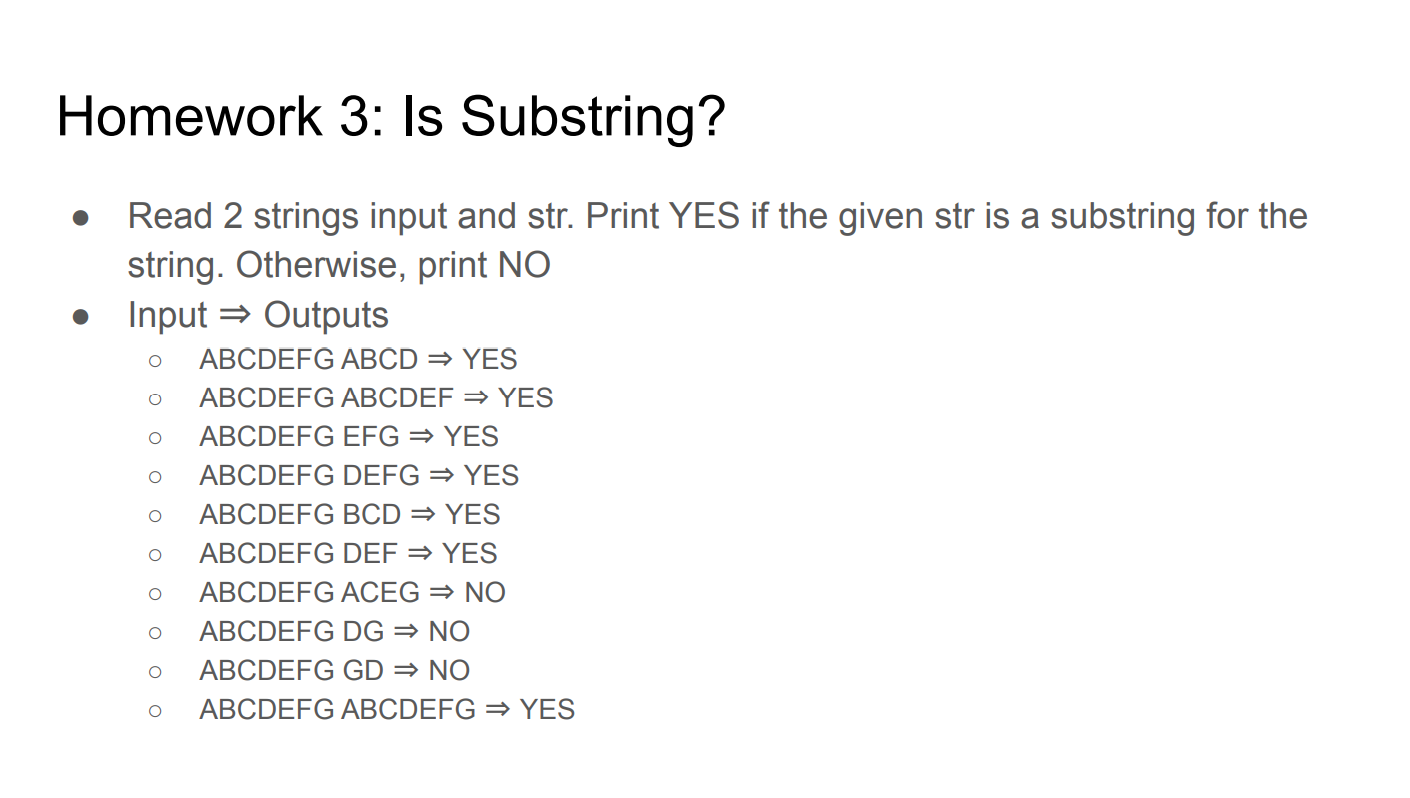 Homework 3: Is Substring?
● Read 2 strings input and str. Print YES if the given str is a substring for the
string. Otherwise, print NO
● Input ⇒ Outputs
○ ABCDEFG ABCD ⇒ YES
○ ABCDEFG ABCDEF ⇒ YES
○ ABCDEFG EFG ⇒ YES
○ ABCDEFG DEFG ⇒ YES
○ ABCDEFG BCD ⇒ YES
○ ABCDEFG DEF ⇒ YES
○ ABCDEFG ACEG ⇒ NO
○ ABCDEFG DG ⇒ NO
○ ABCDEFG GD ⇒ NO
○ ABCDEFG ABCDEFG ⇒ YES